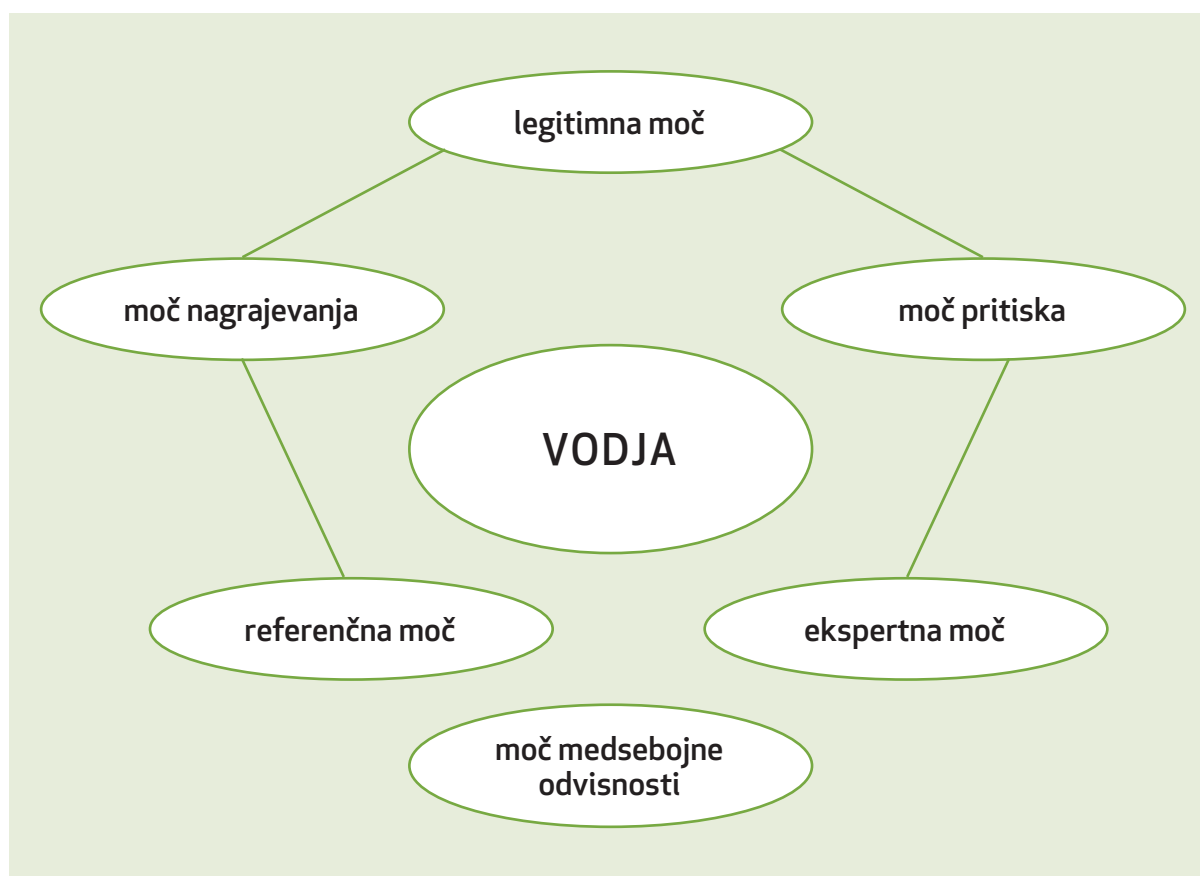 legitimna moč
moč nagrajevanja
moč pritiska
VODJA
referenčna moč
ekspertna moč
moč medsebojne
odvisnosti